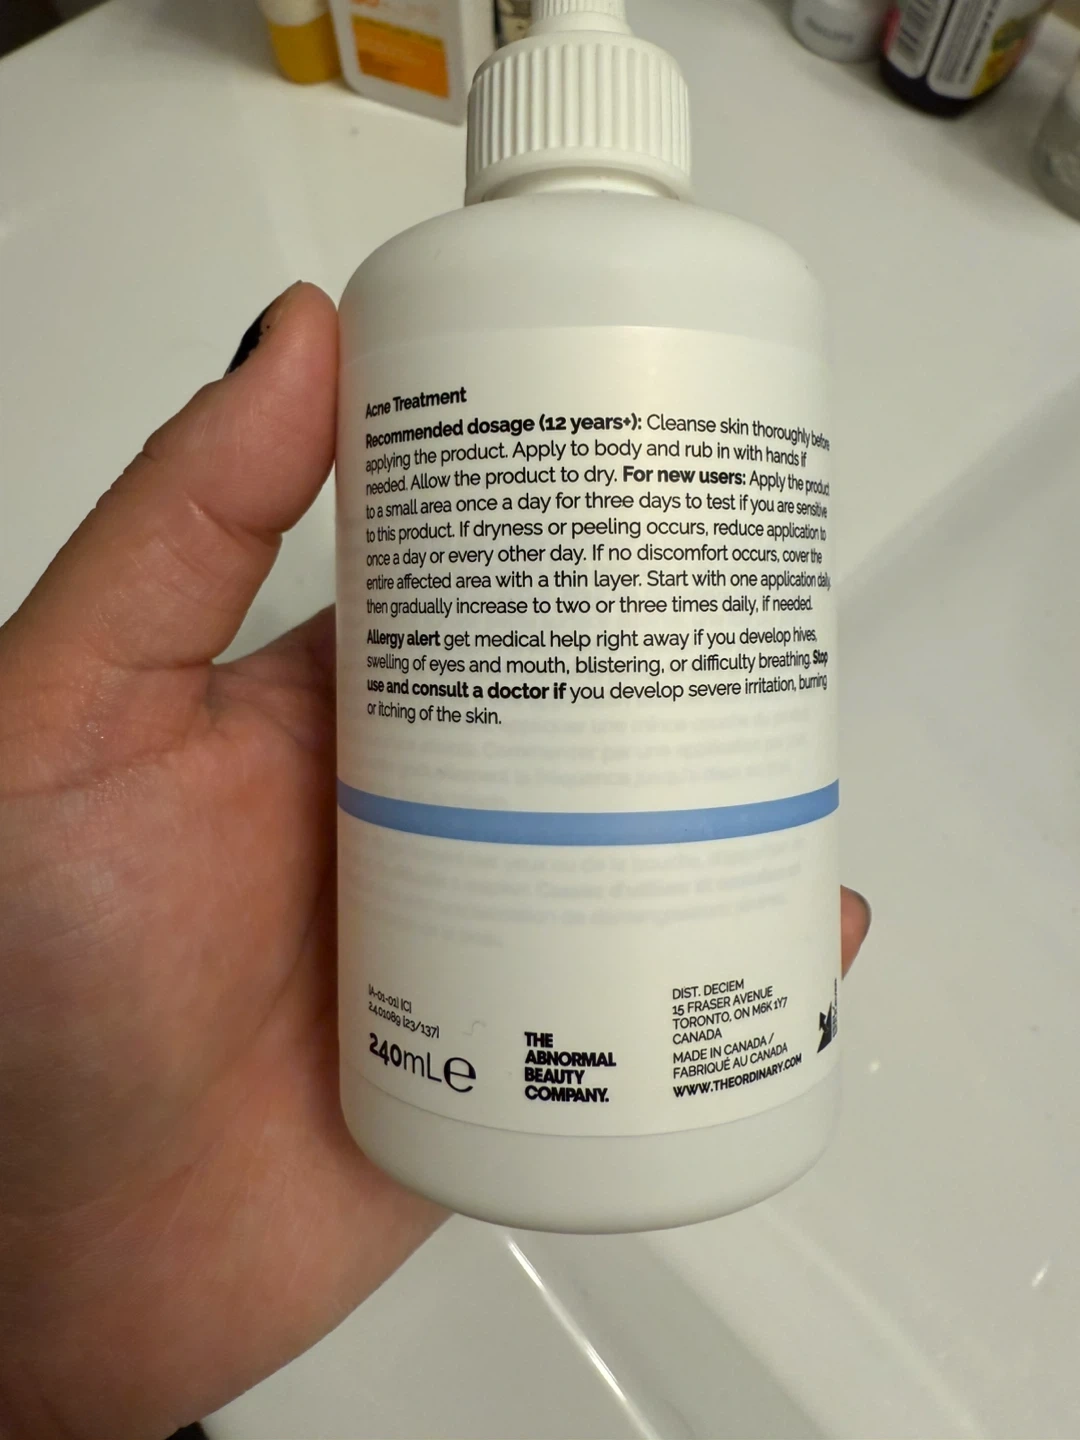 Acne Treatment
Recommended dosage (12 years+): Cleanse skin thoroughly before
applying the product. Apply to body and rub in with hands if
needed. Allow the product to dry. For new users: Apply the product
to a small area once a day for three days to test if you are sensitive
to this product. If dryness or peeling occurs, reduce application to
once a day or every other day. If no discomfort occurs, cover the
entire affected area with a thin layer. Start with one application daily,
then gradually increase to two or three times daily, if needed.
Allergy alert get medical help right away if you develop hives,
swelling of eyes and mouth, blistering, or difficulty breathing. Stop
use and consult a doctor if you develop severe irritation, burning
or itching of the skin.
[A-01-01] [C]
240108g [23/137]
240mL e
THE
ABNORMAL
BEAUTY
COMPANY.
DIST. DECIEM
15 FRASER AVENUE
TORONTO, ON M6K 1Y7
CANADA
MADE IN CANADA /
FABRIQUÉ AU CANADA
WWW.THEORDINARY.COM